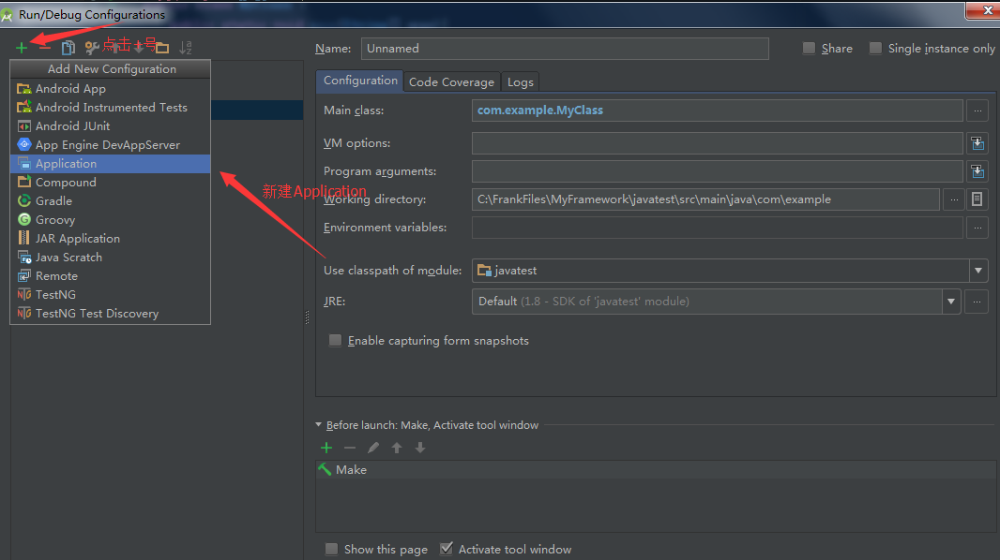 Run/Debug Configurations
点击+号
Add New Configuration
Android App
Android Instrumented Tests
Android JUnit
App Engine DevAppServer
Application
Compound
Gradle
Groovy
JAR Application
Java Scratch
Remote
TestNG
TestNG Test Discovery
新建Application
Name: Unnamed Share Single instance only
Configuration Code Coverage Logs
Main class: com.example.MyClass
VM options:
Program arguments:
Working directory: C:\FrankFiles\MyFramework\javatest\src\main\java\com\example
Environment variables:
Use classpath of module: javatest
JRE: Default (1.8 - SDK of 'javatest' module)
Enable capturing form snapshots
Before launch: Make, Activate tool window
Make
Show this page Activate tool window